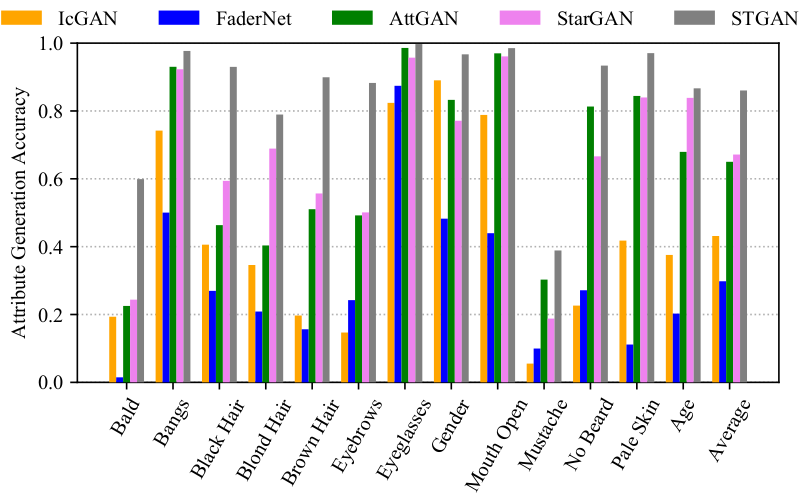 IcGAN FaderNet AttGAN StarGAN STGAN
Attribute Generation Accuracy
1.0
0.8
0.6
0.4
0.2
0.0
Bald
Bangs
Black Hair
Blond Hair
Brown Hair
Eyebrows
Eyeglasses
Gender
Mouth Open
Mustache
No Beard
Pale Skin
Age
Average